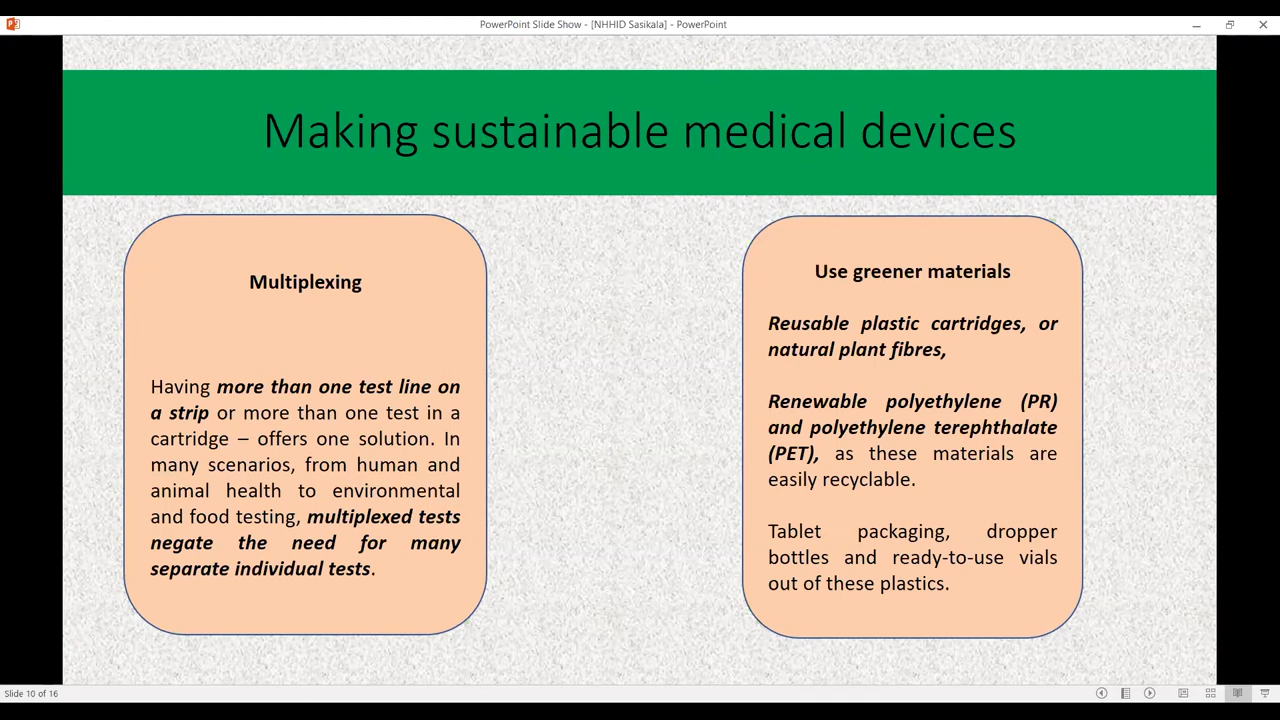 PowerPoint Slide Show - [NHHID Sasikala] - PowerPoint
Making sustainable medical devices
Multiplexing
Having more than one test line on
a strip or more than one test in a
cartridge – offers one solution. In
many scenarios, from human and
animal health to environmental
and food testing, multiplexed tests
negate the need for many
separate individual tests.
Use greener materials
Reusable plastic cartridges, or
natural plant fibres,
Renewable polyethylene (PR)
and polyethylene terephthalate
(PET), as these materials are
easily recyclable.
Tablet packaging, dropper
bottles and ready-to-use vials
out of these plastics.
Slide 10 of 16